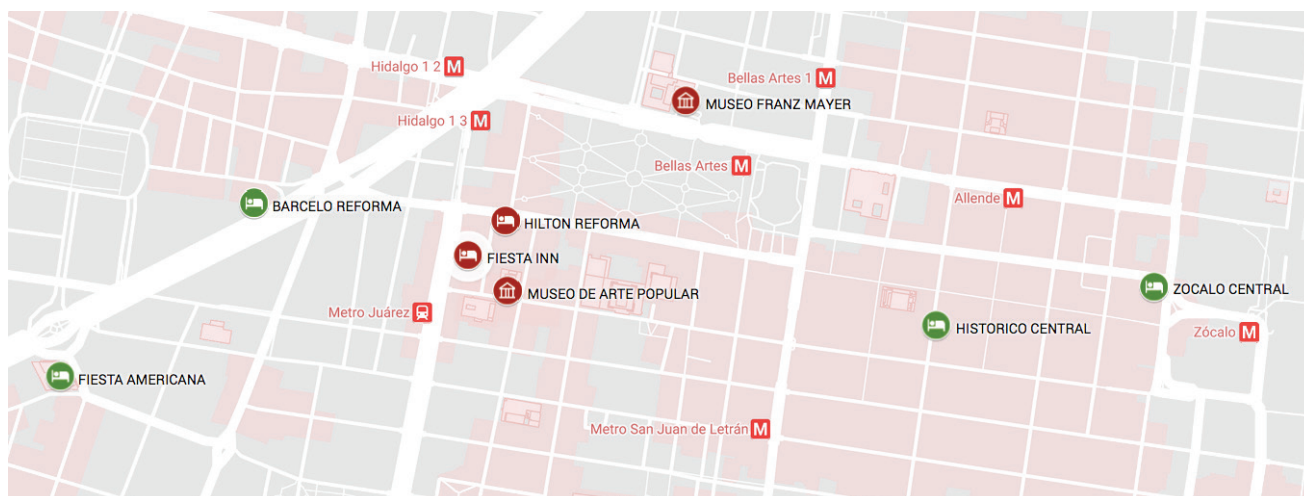 Hidalgo 1 2 M
Bellas Artes 1 M
MUSEO FRANZ MAYER
Hidalgo 1 3 M
Bellas Artes M
Allende M
BARCELO REFORMA
HILTON REFORMA
FIESTA INN
ZOCALO CENTRAL
MUSEO DE ARTE POPULAR
Metro Juárez
HISTORICO CENTRAL
Zócalo M
FIESTA AMERICANA
Metro San Juan de Letrán M